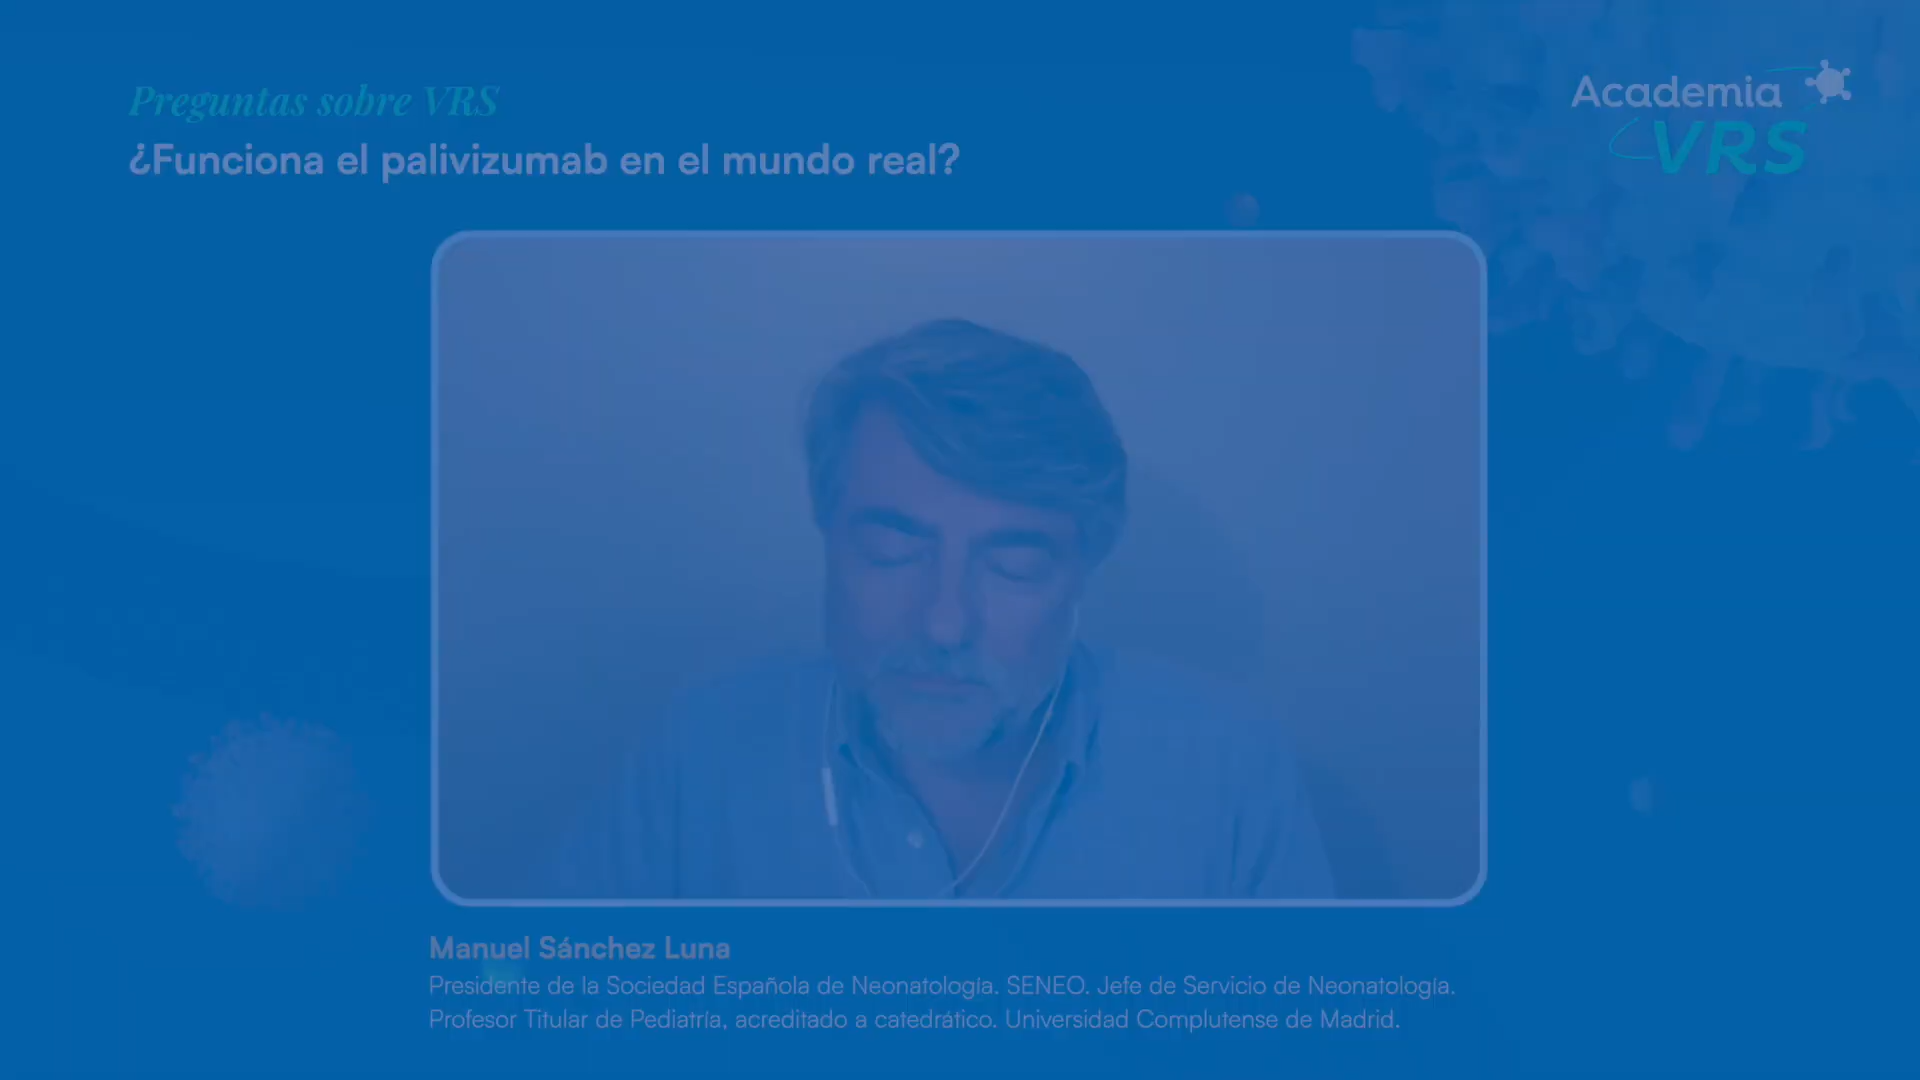 Preguntas sobre VRS
¿Funciona el palivizumab en el mundo real?
Academia
VRS
Manuel Sánchez Luna
Presidente de la Sociedad Española de Neonatología. SENEO. Jefe de Servicio de Neonatología.
Profesor Titular de Pediatría, acreditado a catedrático. Universidad Complutense de Madrid.